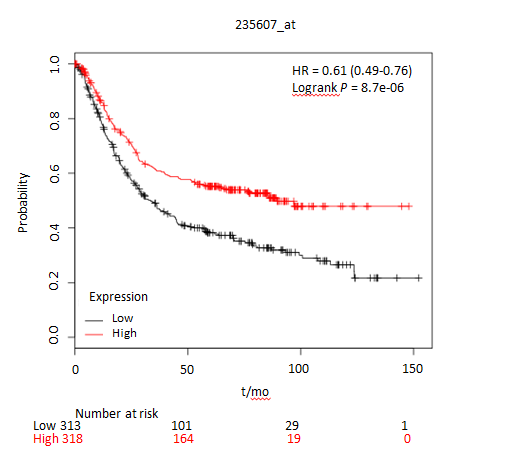 235607_at
HR = 0.61 (0.49-0.76)
Logrank P = 8.7e-06
Probability
1.0
0.8
0.6
0.4
0.2
0.0
Expression
Low
High
0 50 100 150
t/mo
Number at risk
Low 313 101 29 1
High 318 164 19 0